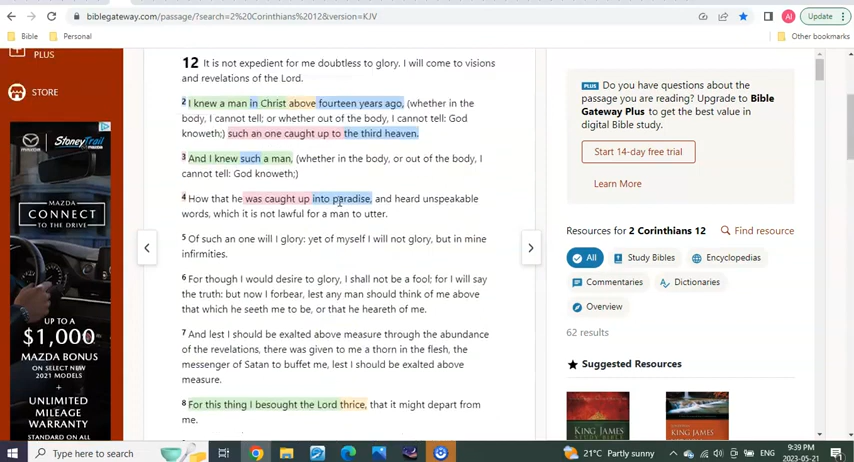 biblegateway.com/passage/?search=2%20Corinthians%2012&version=KJV
AI
Update
Bible
Personal
Other bookmarks
PLUS
STORE
mazda
STONEY TRAIL
MAZDA
CONNECT
TO THE DRIVE
UP TO A
$1,000
MAZDA BONUS
ON SELECT NEW
2021 MODELS
+
UNLIMITED
MILEAGE
WARRANTY
STANDARD ON ALL
12 It is not expedient for me doubtless to glory. I will come to visions
and revelations of the Lord.
2 I knew a man in Christ above fourteen years ago, (whether in the
body, I cannot tell; or whether out of the body, I cannot tell: God
knoweth;) such an one caught up to the third heaven.
3 And I knew such a man, (whether in the body, or out of the body, I
cannot tell: God knoweth;)
4 How that he was caught up into paradise, and heard unspeakable
words, which it is not lawful for a man to utter.
5 Of such an one will I glory: yet of myself I will not glory, but in mine
infirmities.
6 For though I would desire to glory, I shall not be a fool; for I will say
the truth: but now I forbear, lest any man should think of me above
that which he seeth me to be, or that he heareth of me.
7 And lest I should be exalted above measure through the abundance
of the revelations, there was given to me a thorn in the flesh, the
messenger of Satan to buffet me, lest I should be exalted above
measure.
8 For this thing I besought the Lord thrice, that it might depart from
me.
PLUS Do you have questions about the
passage you are reading? Upgrade to Bible
Gateway Plus to get the best value in
digital Bible study.
Start 14-day free trial
Learn More
Resources for 2 Corinthians 12
Find resource
All
Study Bibles
Encyclopedias
Commentaries
Dictionaries
Overview
62 results
Suggested Resources
KING JAMES
KING JAMES
Type here to search
21°C Partly sunny
ENG
9:39 PM
2023-05-21